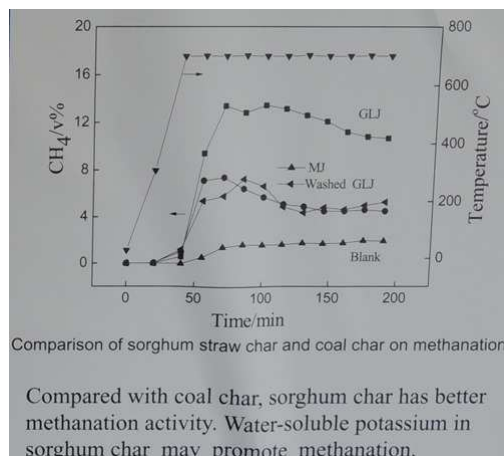 20
16
12
8
4
0
CH4/v%
800
600
400
200
0
Temperature/°C
GLJ
MJ
Washed GLJ
Blank
0
50
100
150
200
Time/min
Comparison of sorghum straw char and coal char on methanation
Compared with coal char, sorghum char has better
methanation activity. Water-soluble potassium in
sorghum char may promote methanation.